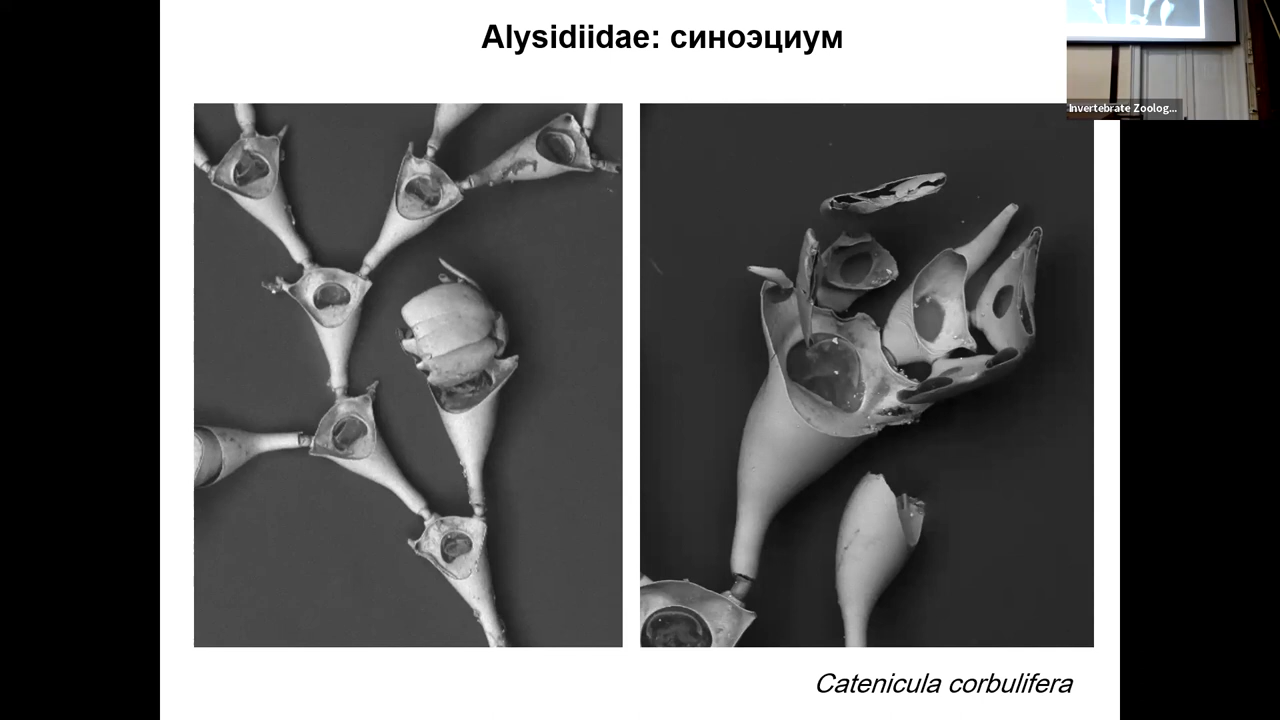 Alysidiidae: синоэциум
Invertebrate Zoolog...
Catenicula corbulifera